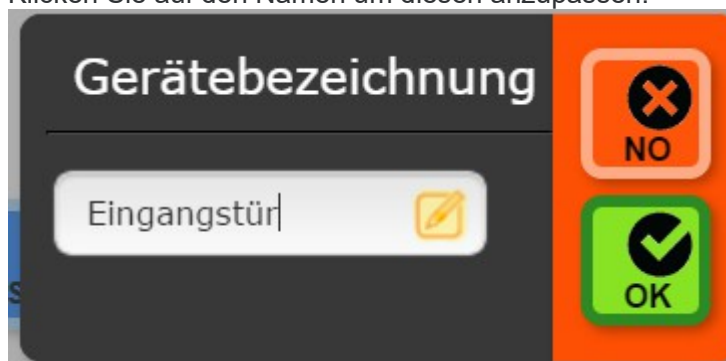 Klicken Sie auf den Namen um diesen anzupassen.
Gerätebezeichnung
NO
Eingangstür
OK